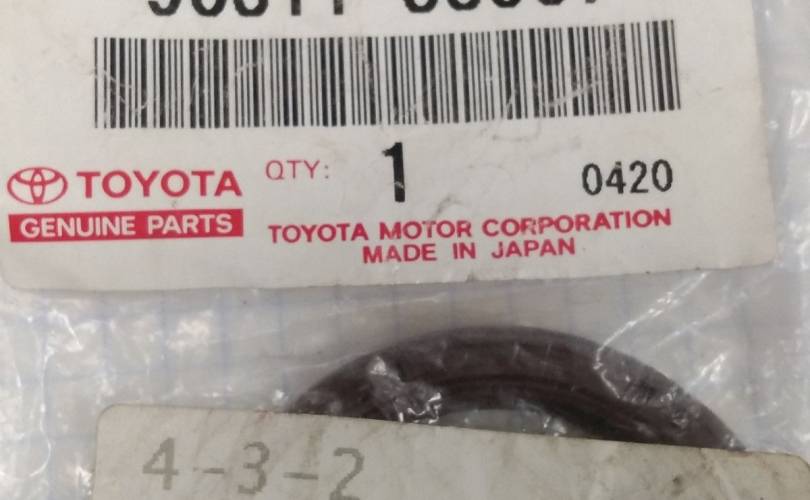 QTY: 1 0420
TOYOTA
GENUINE PARTS
TOYOTA MOTOR CORPORATION
MADE IN JAPAN
4-3-2